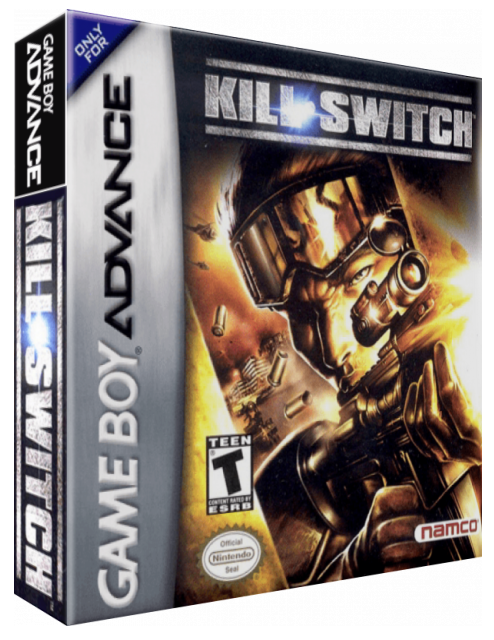 GAME BOY
ADVANCE
KILL SWITCH
ONLY
FOR
GAME BOY ADVANCE
KILL SWITCH
TEEN
T
CONTENT RATED BY
ESRB
Official
Nintendo
Seal
namco